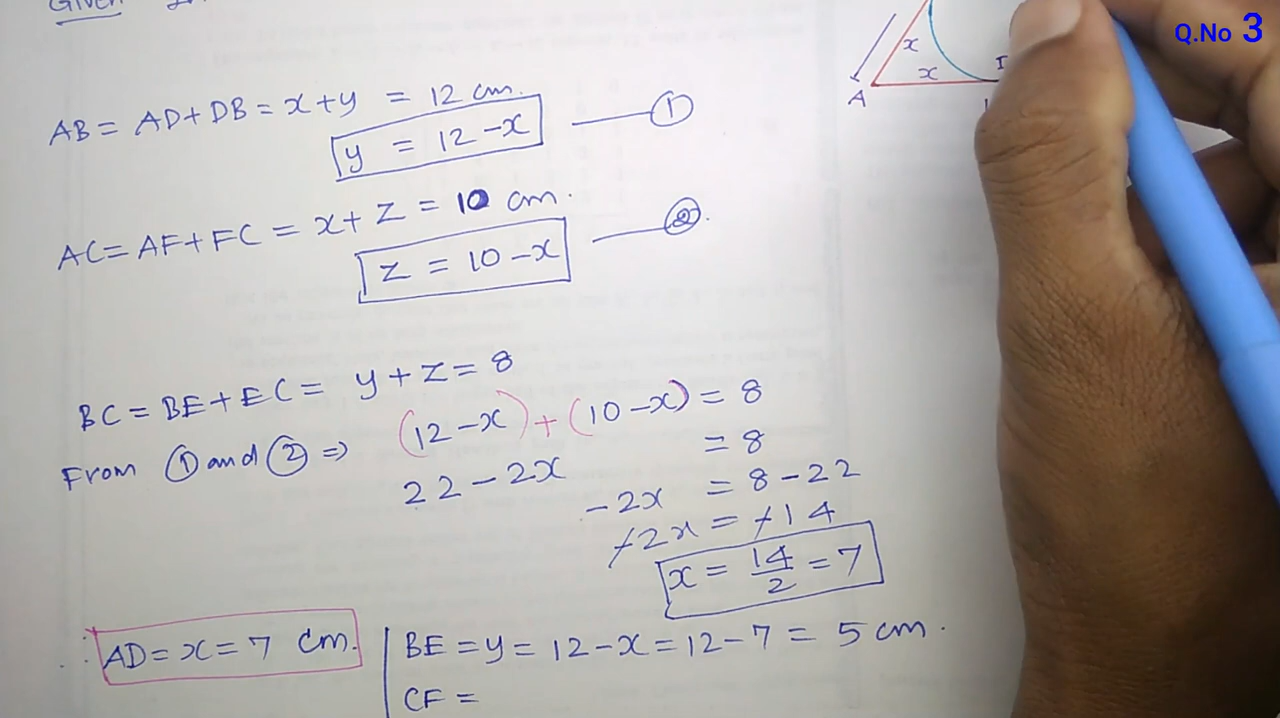 Given
Q.No 3
x
x
A
AB = AD + DB = x + y = 12 cm.
y = 12 - x ①
AC = AF + FC = x + z = 10 cm.
z = 10 - x ②.
BC = BE + EC = y + z = 8
From ① and ② ⇒ (12 - x) + (10 - x) = 8
22 - 2x = 8
- 2x = 8 - 22
-2x = -14
x = 14/2 = 7
∴ AD = x = 7 cm.
BE = y = 12 - x = 12 - 7 = 5 cm.
CF =